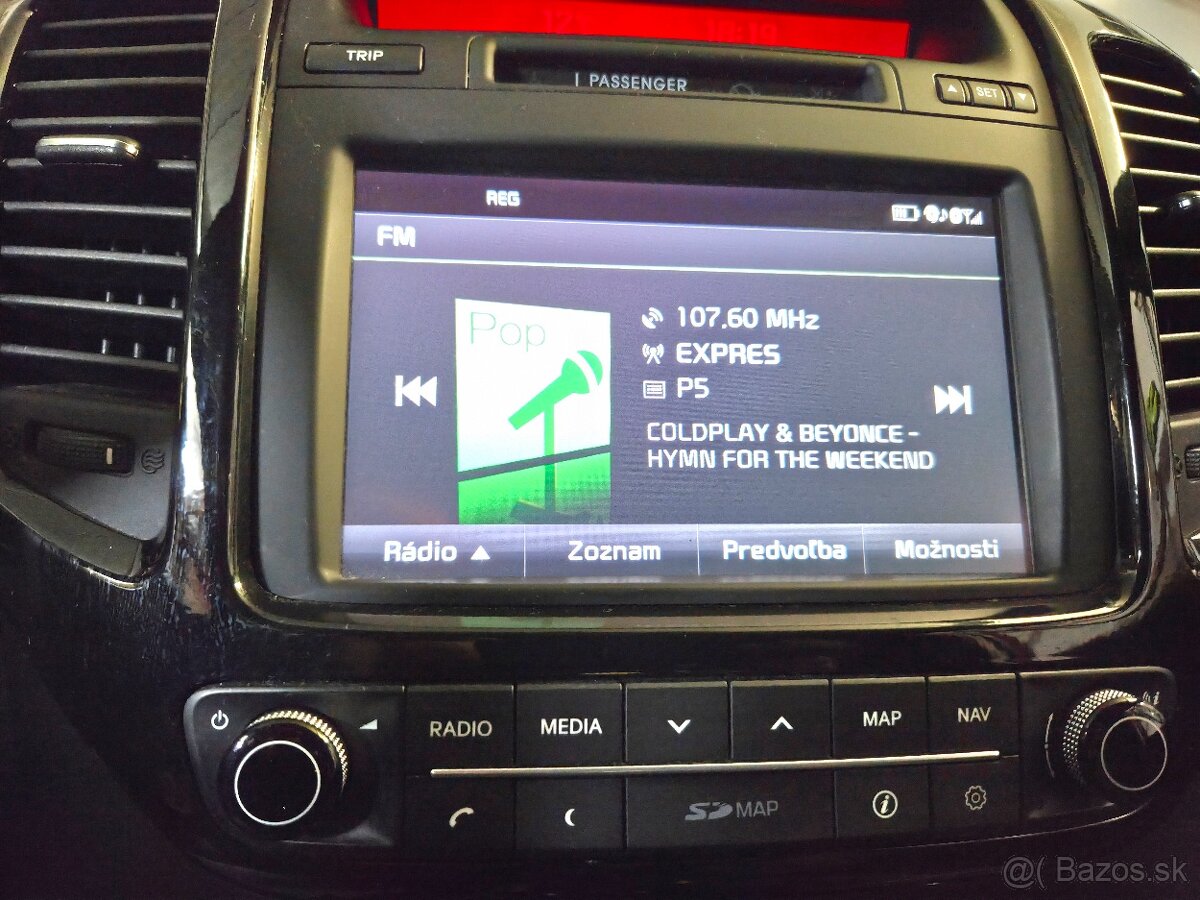 TRIP
PASSENGER
SET
REG
FM
Pop
107.60 MHz
EXPRES
P5
COLDPLAY & BEYONCE -
HYMN FOR THE WEEKEND
Rádio
Zoznam
Predvoľba
Možnosti
RADIO
MEDIA
MAP
NAV
SD MAP
i
@( Bazos.sk